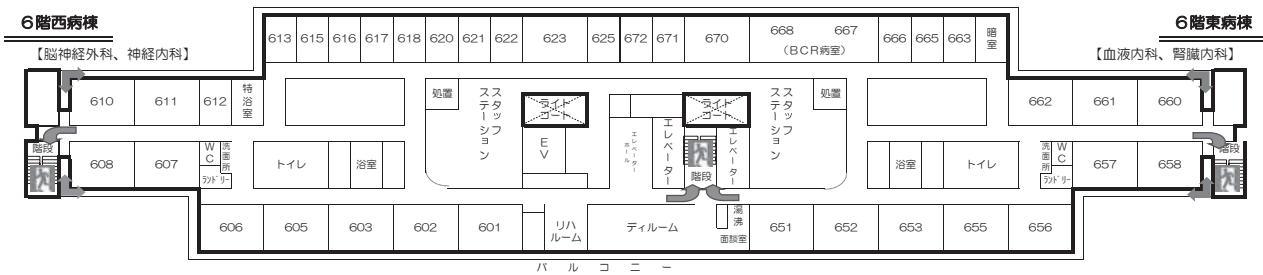 6階西病棟
6階東病棟
【脳神経外科、神経内科】
【血液内科、腎臓内科】
613 615 616 617 618 620 621 622 623 625 672 671 670 668 667 666 665 663 暗室
（BCR病室）
610 611 612 特浴室
処置
スタッフステーション
ライトコート
ライトコート
スタッフステーション
処置
662 661 660
EV
エレベーターホール
エレベーター
エレベーター
階段
階段
608 607 WC 洗面所
ランドリー
トイレ 浴室
階段
浴室 トイレ
洗面所 WC
ランドリー
657 658
606 605 603 602 601
リハルーム
ディルーム
湯沸
面談室
651 652 653 655 656
バルコニー